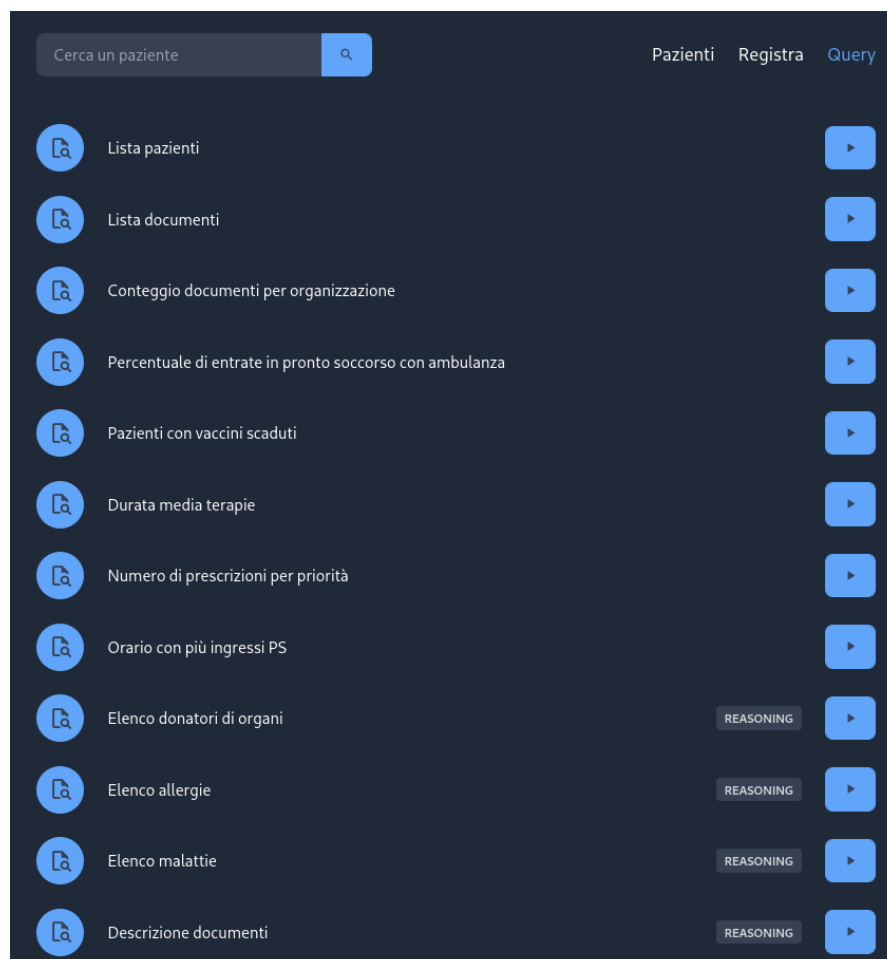 Cerca un paziente
Pazienti Registra Query
Lista pazienti
Lista documenti
Conteggio documenti per organizzazione
Percentuale di entrate in pronto soccorso con ambulanza
Pazienti con vaccini scaduti
Durata media terapie
Numero di prescrizioni per priorità
Orario con più ingressi PS
Elenco donatori di organi REASONING
Elenco allergie REASONING
Elenco malattie REASONING
Descrizione documenti REASONING